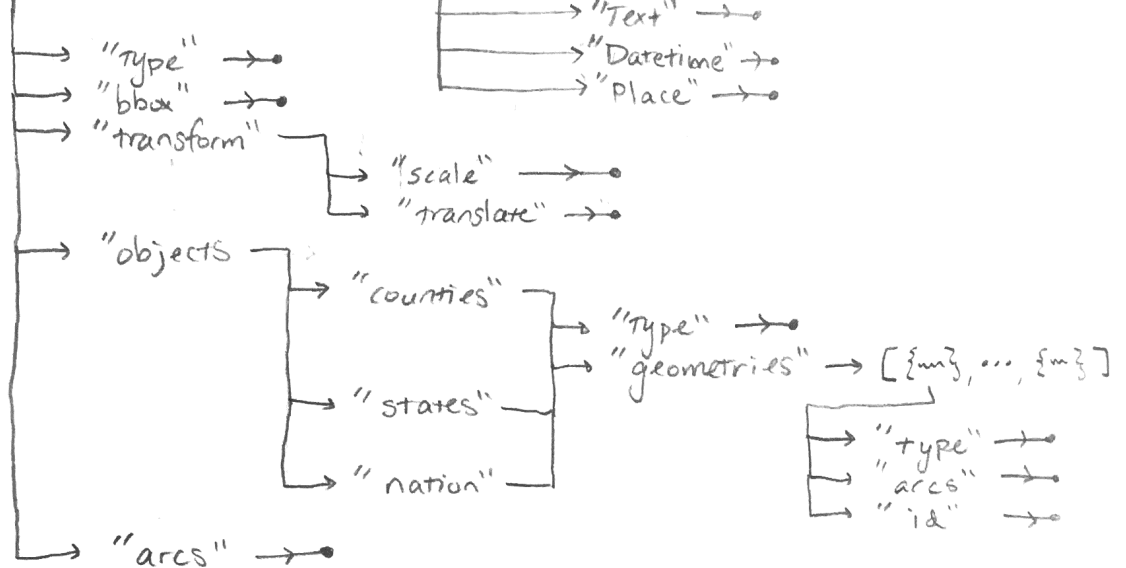 "Text"
"Datetime"
"Place"
"Type"
"bbox"
"transform"
"scale"
"translate"
"objects
"counties"
"Type"
"geometries" [{m}, ..., {m}]
"states"
"type"
"arcs"
"id"
"nation"
"arcs"